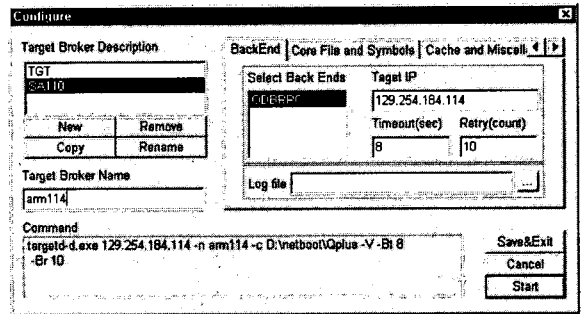 Configure
Target Broker Description
TGT
SA110
New
Remove
Copy
Rename
Target Broker Name
arm114
BackEnd
Core File and Symbols
Cache and Miscell
Select Back Ends
QDBRPC
Taget IP
129.254.184.114
Timeout(sec)
Retry(count)
8
10
Log file
...
Command
targetd-d.exe 129.254.184.114 -n arm114 -c D:\netboot\Qplus -V -Bt 8
-Br 10
Save&Exit
Cancel
Start